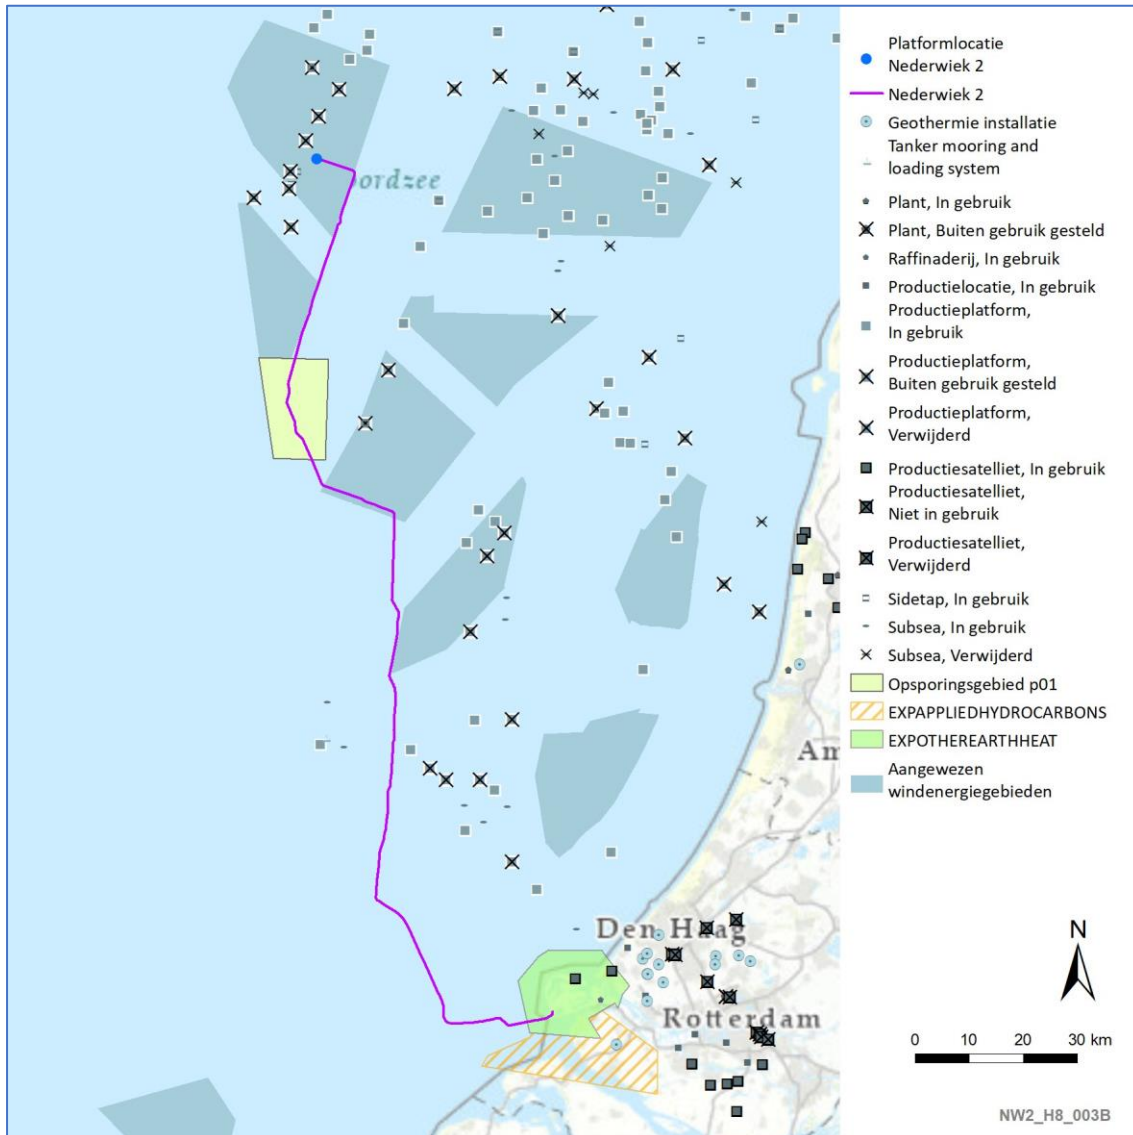 ordzee
Am
Den Haag
Rotterdam
Platformlocatie
Nederwiek 2
Nederwiek 2
Geothermie installatie
Tanker mooring and
loading system
Plant, In gebruik
Plant, Buiten gebruik gesteld
Raffinaderij, In gebruik
Productielocatie, In gebruik
Productieplatform,
In gebruik
Productieplatform,
Buiten gebruik gesteld
Productieplatform,
Verwijderd
Productiesatelliet, In gebruik
Productiesatelliet,
Niet in gebruik
Productiesatelliet,
Verwijderd
Sidetap, In gebruik
Subsea, In gebruik
Subsea, Verwijderd
Opsporingsgebied p01
EXPAPPLIEDHYDROCARBONS
EXPOTHEREARTHHEAT
Aangewezen
windenergiegebieden
N
0 10 20 30 km
NW2_H8_003B